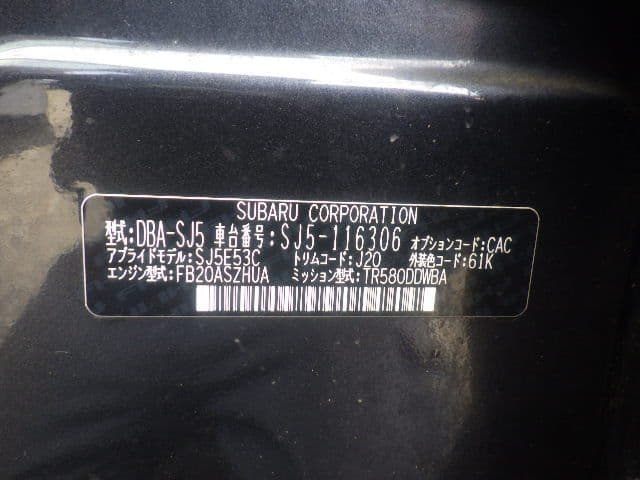 SUBARU CORPORATION
型式:DBA-SJ5 車台番号:SJ5-116306 オプションコード:CAC
アプライドモデル:SJ5E53C トリムコード:J20 外装色コード:61K
エンジン型式:FB20ASZHUA ミッション型式:TR580DDWBA